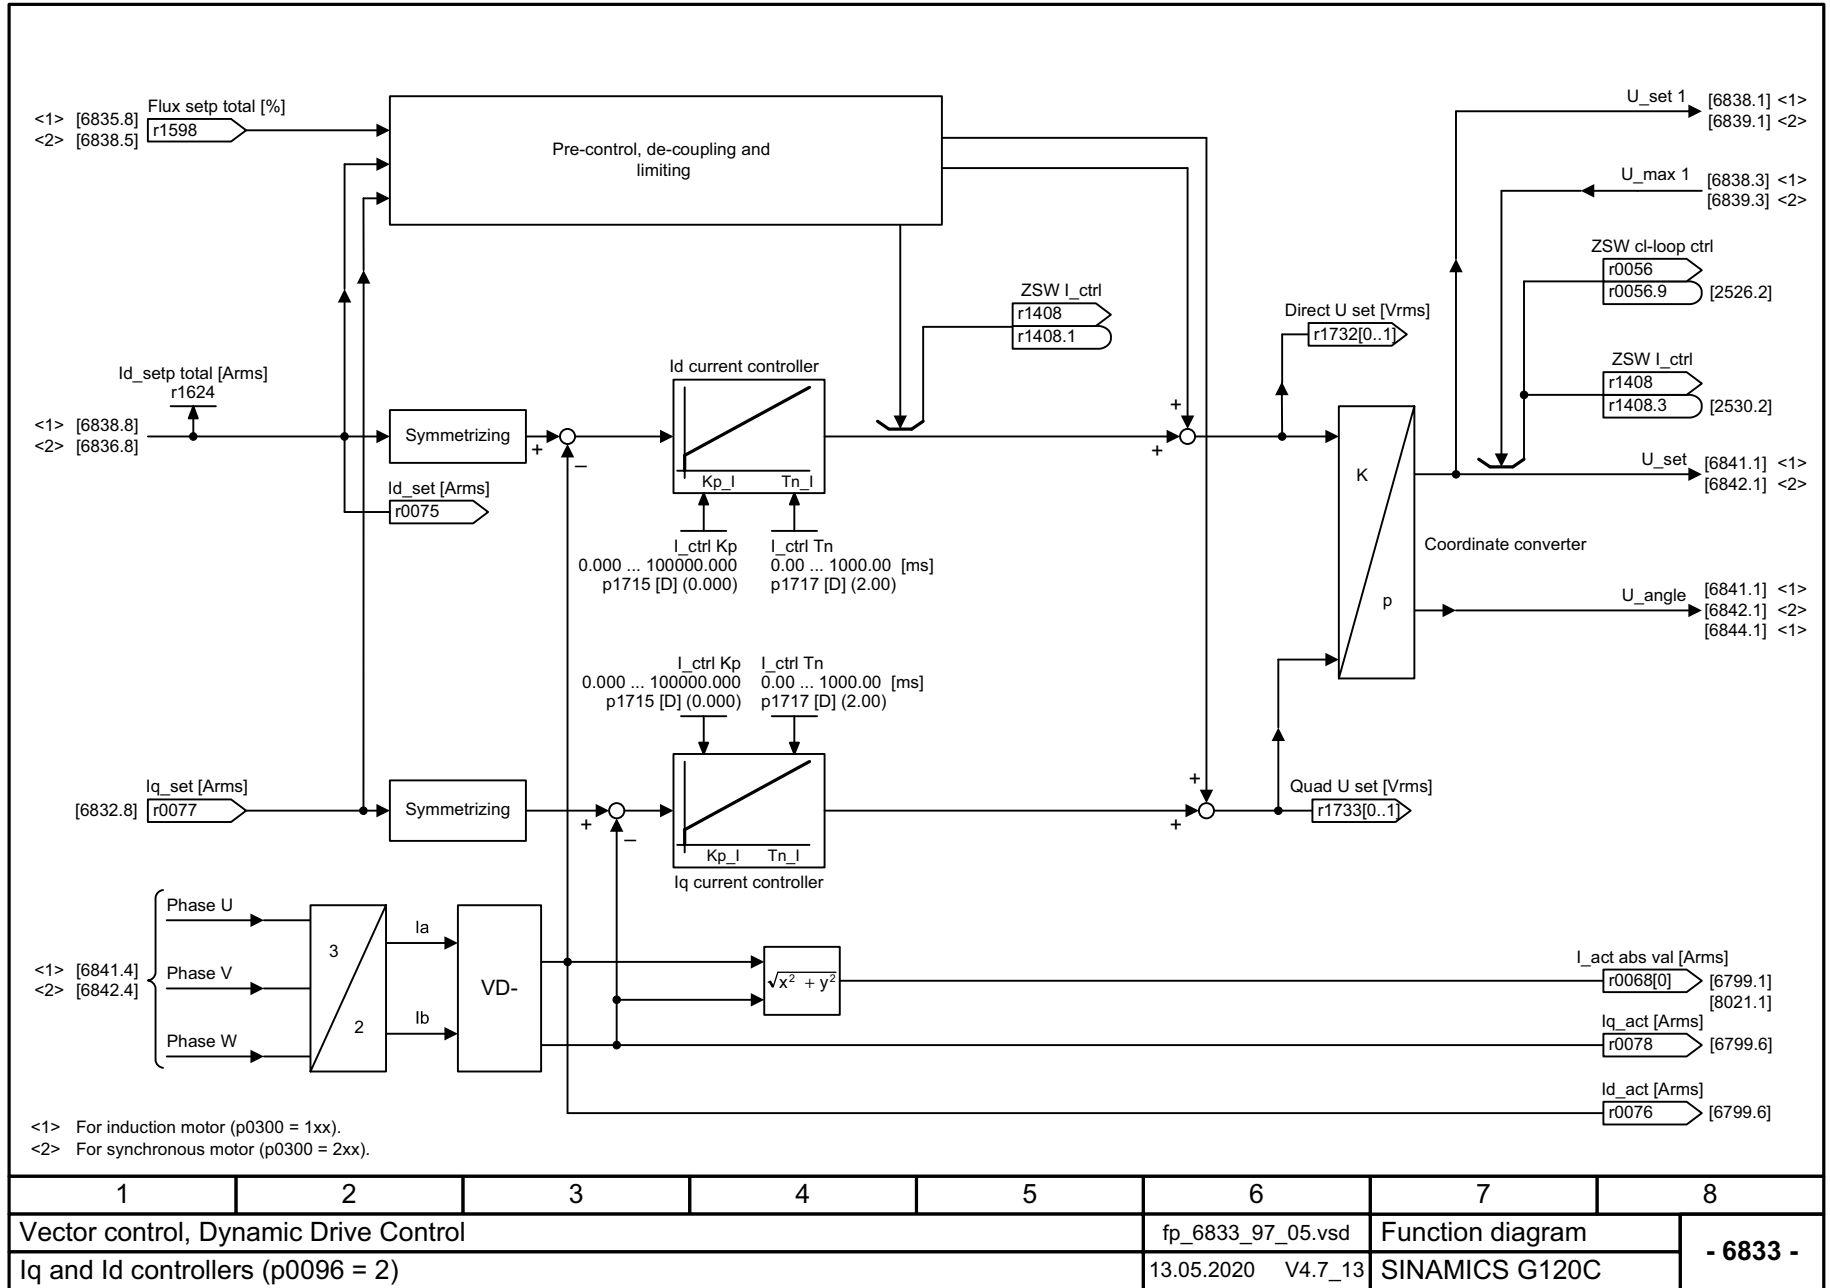 Flux setp total [%]
<1> [6835.8]
<2> [6838.5]
r1598
Pre-control, de-coupling and
limiting
U_set 1
[6838.1] <1>
[6839.1] <2>
U_max 1
[6838.3] <1>
[6839.3] <2>
ZSW cl-loop ctrl
r0056
r0056.9
[2526.2]
ZSW I_ctrl
r1408
r1408.1
Direct U set [Vrms]
r1732[0..1]
ZSW I_ctrl
r1408
r1408.3
[2530.2]
Id_setp total [Arms]
r1624
<1> [6838.8]
<2> [6836.8]
Symmetrizing
+
–
Id current controller
Kp_I Tn_I
+
+
Id_set [Arms]
r0075
I_ctrl Kp
0.000 ... 100000.000
p1715 [D] (0.000)
I_ctrl Tn
0.00 ... 1000.00 [ms]
p1717 [D] (2.00)
K
p
Coordinate converter
U_set
[6841.1] <1>
[6842.1] <2>
U_angle
[6841.1] <1>
[6842.1] <2>
[6844.1] <1>
I_ctrl Kp
0.000 ... 100000.000
p1715 [D] (0.000)
I_ctrl Tn
0.00 ... 1000.00 [ms]
p1717 [D] (2.00)
Iq_set [Arms]
[6832.8]
r0077
Symmetrizing
+
–
Kp_I Tn_I
Iq current controller
+
+
Quad U set [Vrms]
r1733[0..1]
<1> [6841.4]
<2> [6842.4]
Phase U
Phase V
Phase W
3
2
Ia
Ib
VD-
√x² + y²
I_act abs val [Arms]
r0068[0]
[6799.1]
[8021.1]
Iq_act [Arms]
r0078
[6799.6]
Id_act [Arms]
r0076
[6799.6]
<1> For induction motor (p0300 = 1xx).
<2> For synchronous motor (p0300 = 2xx).
1 2 3 4 5 6 7 8
Vector control, Dynamic Drive Control
fp_6833_97_05.vsd
Function diagram
- 6833 -
Iq and Id controllers (p0096 = 2)
13.05.2020 V4.7_13
SINAMICS G120C